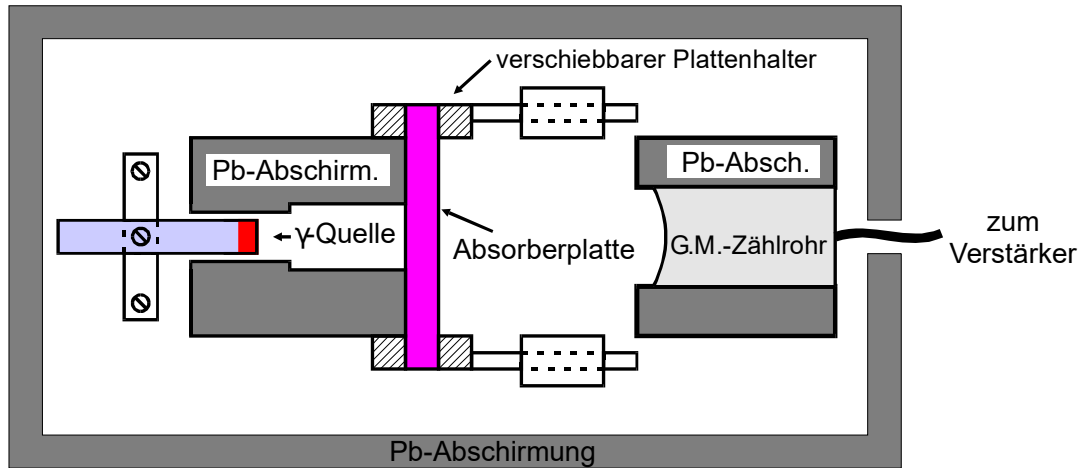 verschiebbarer Plattenhalter
Pb-Abschirm.
Pb-Absch.
γ-Quelle
Absorberplatte
G.M.-Zählrohr
zum
Verstärker
Pb-Abschirmung